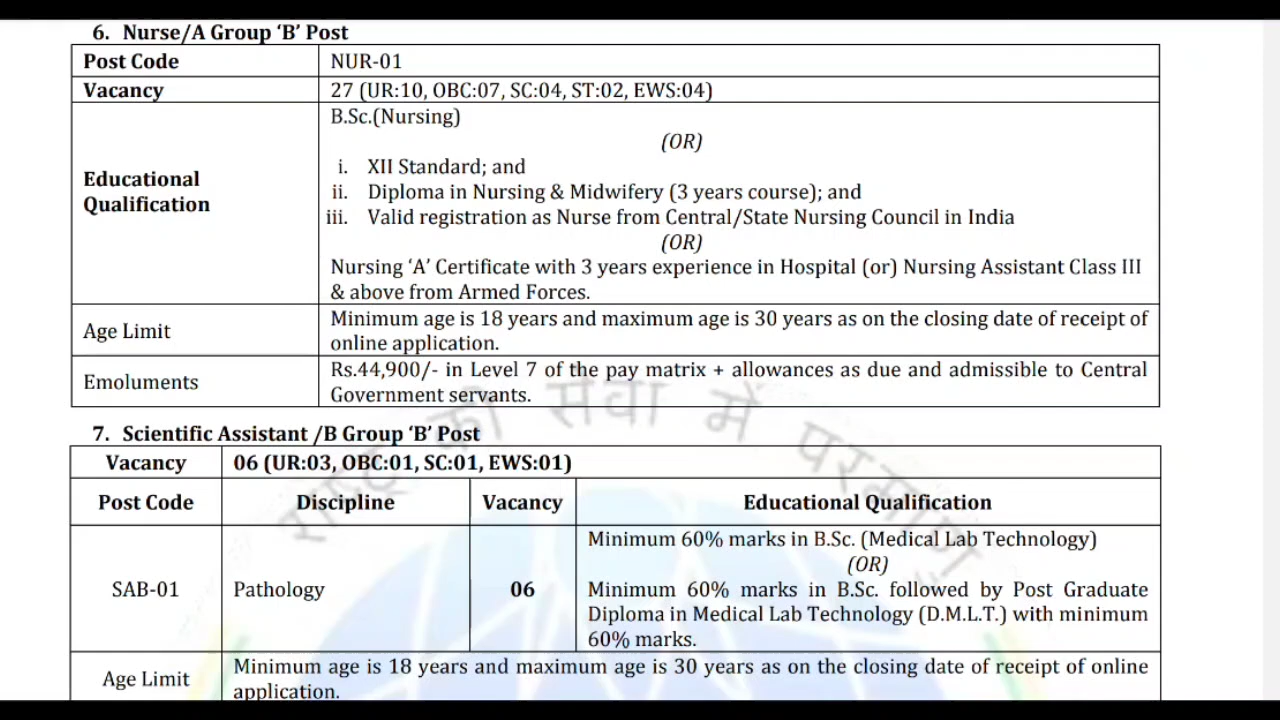 6. Nurse/A Group ‘B’ Post
Post Code NUR-01
Vacancy 27 (UR:10, OBC:07, SC:04, ST:02, EWS:04)
Educational Qualification
B.Sc.(Nursing)
(OR)
i. XII Standard; and
ii. Diploma in Nursing & Midwifery (3 years course); and
iii. Valid registration as Nurse from Central/State Nursing Council in India
(OR)
Nursing ‘A’ Certificate with 3 years experience in Hospital (or) Nursing Assistant Class III
& above from Armed Forces.
Age Limit
Minimum age is 18 years and maximum age is 30 years as on the closing date of receipt of
online application.
Emoluments
Rs.44,900/- in Level 7 of the pay matrix + allowances as due and admissible to Central
Government servants.
राष्ट्र की सेवा में परमाणु
7. Scientific Assistant /B Group ‘B’ Post
Vacancy 06 (UR:03, OBC:01, SC:01, EWS:01)
Post Code Discipline Vacancy Educational Qualification
SAB-01 Pathology 06
Minimum 60% marks in B.Sc. (Medical Lab Technology)
(OR)
Minimum 60% marks in B.Sc. followed by Post Graduate
Diploma in Medical Lab Technology (D.M.L.T.) with minimum
60% marks.
Age Limit
Minimum age is 18 years and maximum age is 30 years as on the closing date of receipt of online
application.